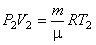 P₂V₂ = m/μ RT₂